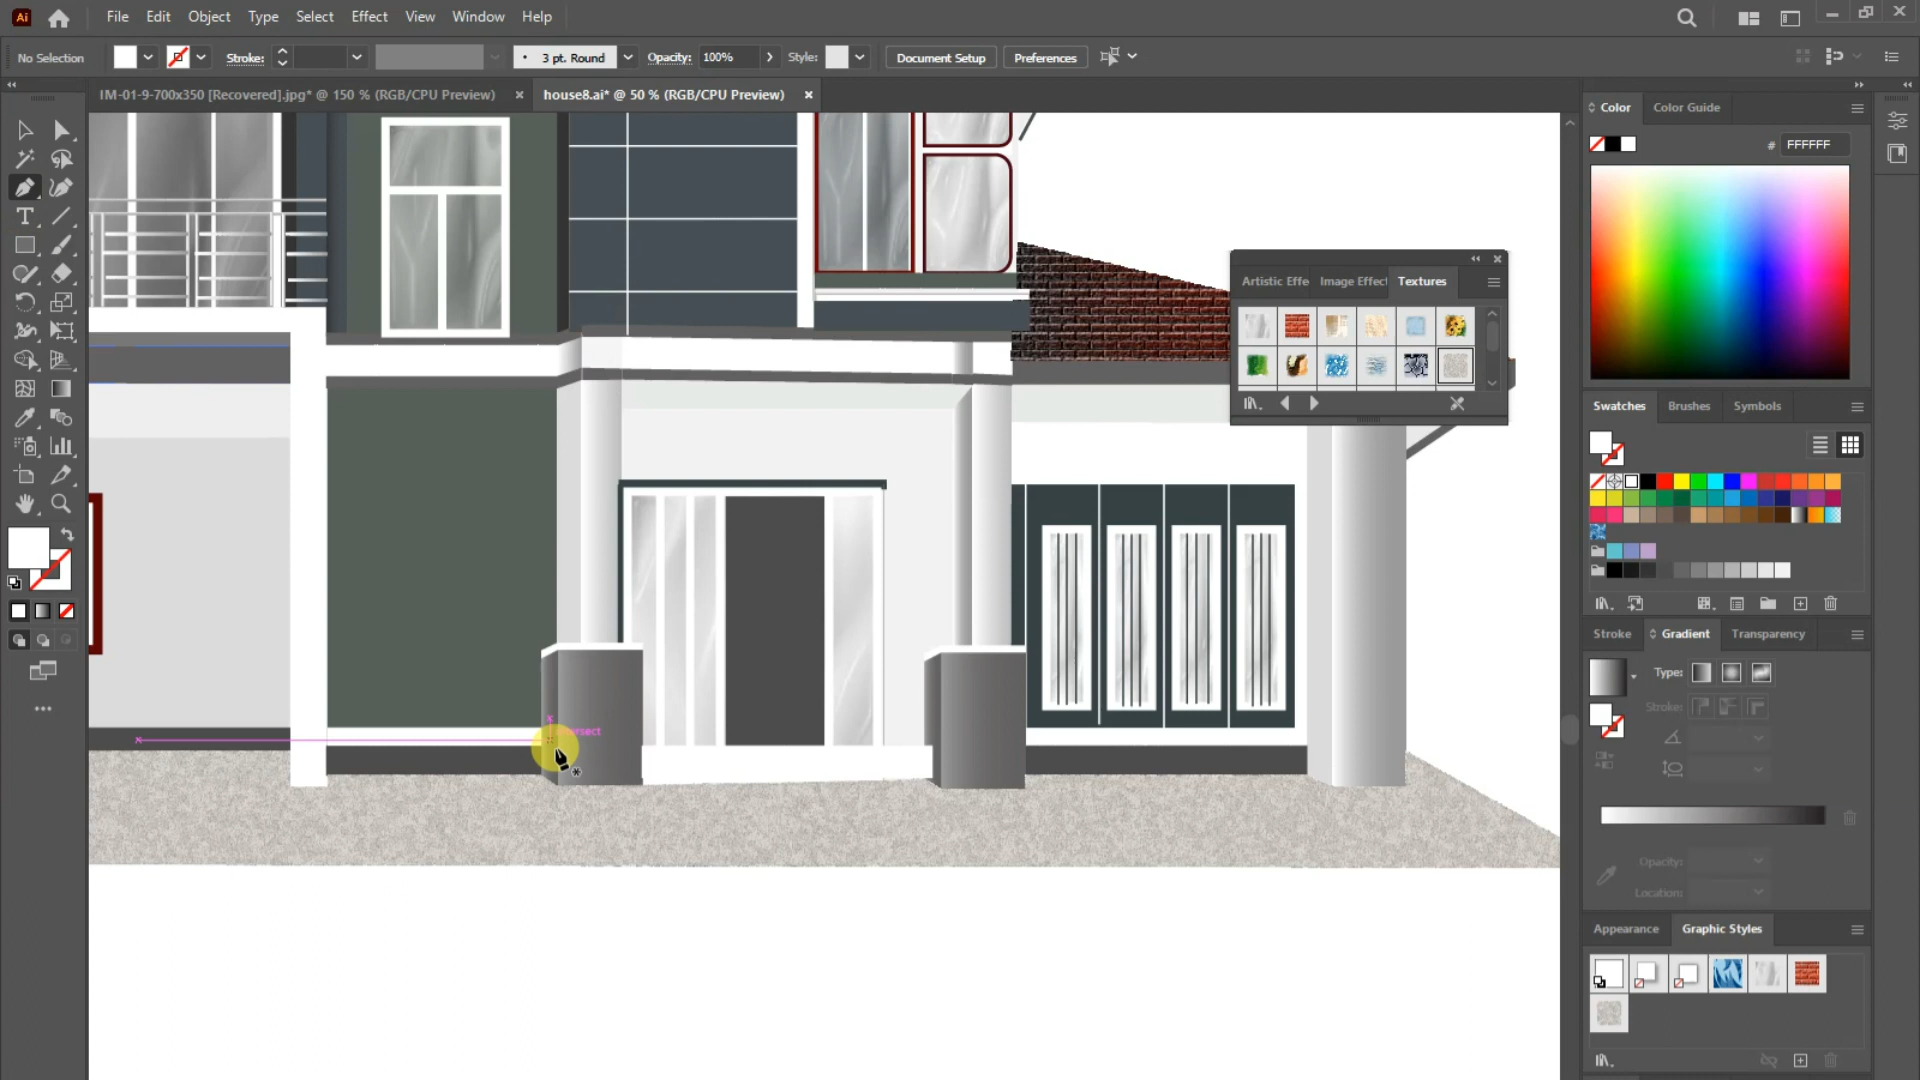 Ai File Edit Object Type Select Effect View Window Help
No Selection Stroke: 3 pt. Round Opacity: 100% Style: Document Setup Preferences
IM-01-9-700x350 [Recovered].jpg* @ 150 % (RGB/CPU Preview) × house8.ai* @ 50 % (RGB/CPU Preview) ×
Color Color Guide
# FFFFFF
Artistic Effe Image Effect Textures
Swatches Brushes Symbols
Stroke Gradient Transparency
Type:
Stroke:
Opacity:
Location:
Appearance Graphic Styles